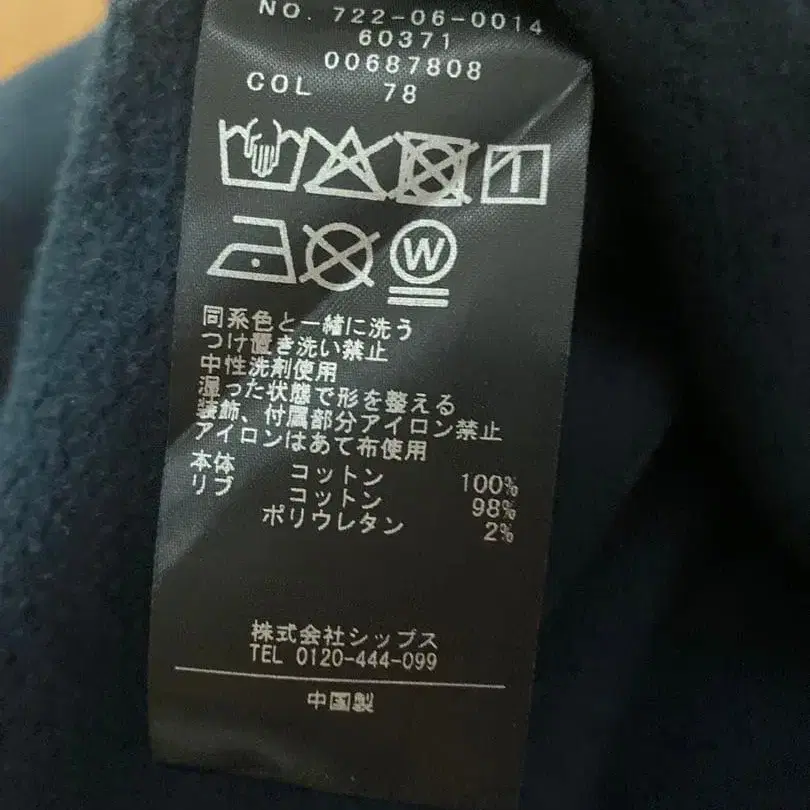 NO. 722-06-0014
60371
00687808
COL 78
W
同系色と一緒に洗う
つけ置き洗い禁止
中性洗剤使用
湿った状態で形を整える
装飾、付属部分アイロン禁止
アイロンはあて布使用
本体 コットン 100%
リブ コットン 98%
ポリウレタン 2%
株式会社シップス
TEL 0120-444-099
中国製